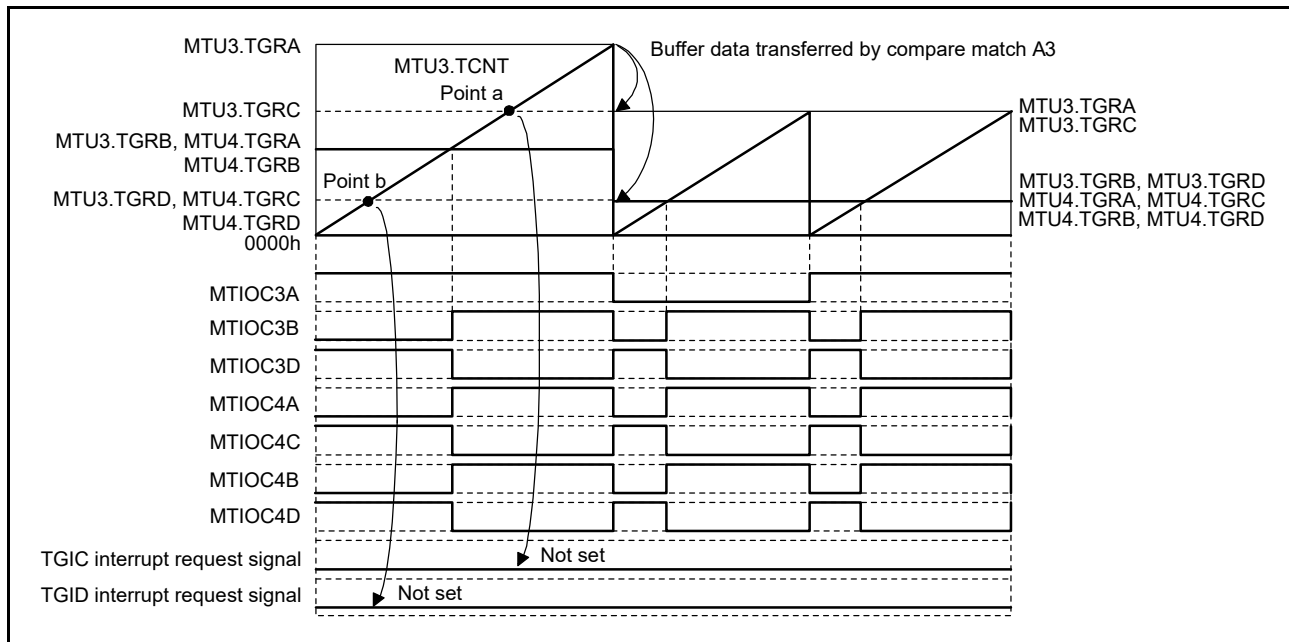 MTU3.TGRA
Buffer data transferred by compare match A3
MTU3.TCNT
Point a
MTU3.TGRC
MTU3.TGRA
MTU3.TGRC
MTU3.TGRB, MTU4.TGRA
MTU4.TGRB
Point b
MTU3.TGRD, MTU4.TGRC
MTU4.TGRD
0000h
MTU3.TGRB, MTU3.TGRD
MTU4.TGRA, MTU4.TGRC
MTU4.TGRB, MTU4.TGRD
MTIOC3A
MTIOC3B
MTIOC3D
MTIOC4A
MTIOC4C
MTIOC4B
MTIOC4D
TGIC interrupt request signal
Not set
TGID interrupt request signal
Not set